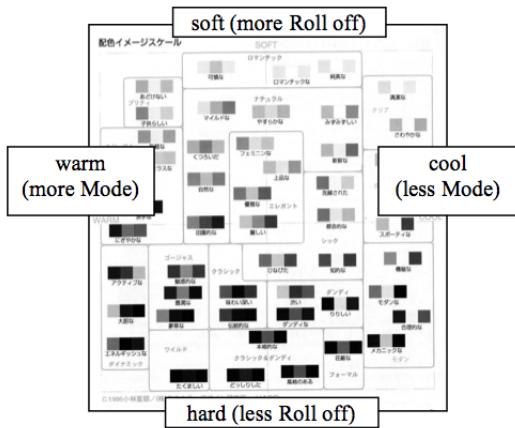 soft (more Roll off)
配色イメージスケール
SOFT
ロマンチック
可憐な
ロマンチックな
純真な
あどけない
プリティ
子供らしい
マイルドな
ナチュラル
やすらかな
みずみずしい
清潔な
クリア
さわやかな
warm
(more Mode)
くつろいだ
フェミニンな
上品な
新鮮な
cool
(less Mode)
自然な
優雅な
エレガント
洗練された
WARM
田園的な
麗しい
都会的な
COOL
にぎやかな
シック
スポーティな
ゴージャス
クラシック
ひなびた
知的な
機敏な
アクティブな
魅惑的な
ダンディ
味わい深い
渋い
りりしい
モダンな
大胆な
豪華な
伝統的な
ダンディな
合理的な
本格的な
エネルギッシュな
ワイルド
クラシック&ダンディ
メカニックな
ダイナミック
フォーマル
モダン
たくましい
どっしりした
風格のある
hard (less Roll off)